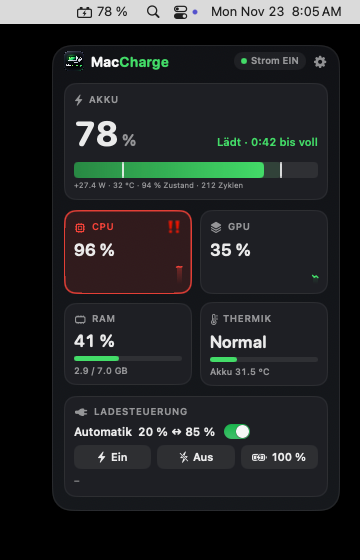 78 %
Mon Nov 23 8:05 AM
MacCharge
Strom EIN
AKKU
78 %
Lädt · 0:42 bis voll
+27.4 W · 32 °C · 94 % Zustand · 212 Zyklen
CPU
!!
96 %
GPU
35 %
RAM
41 %
2.9 / 7.0 GB
THERMIK
Normal
Akku 31.5 °C
LADESTEUERUNG
Automatik 20 % ↔ 85 %
Ein
Aus
100 %
–